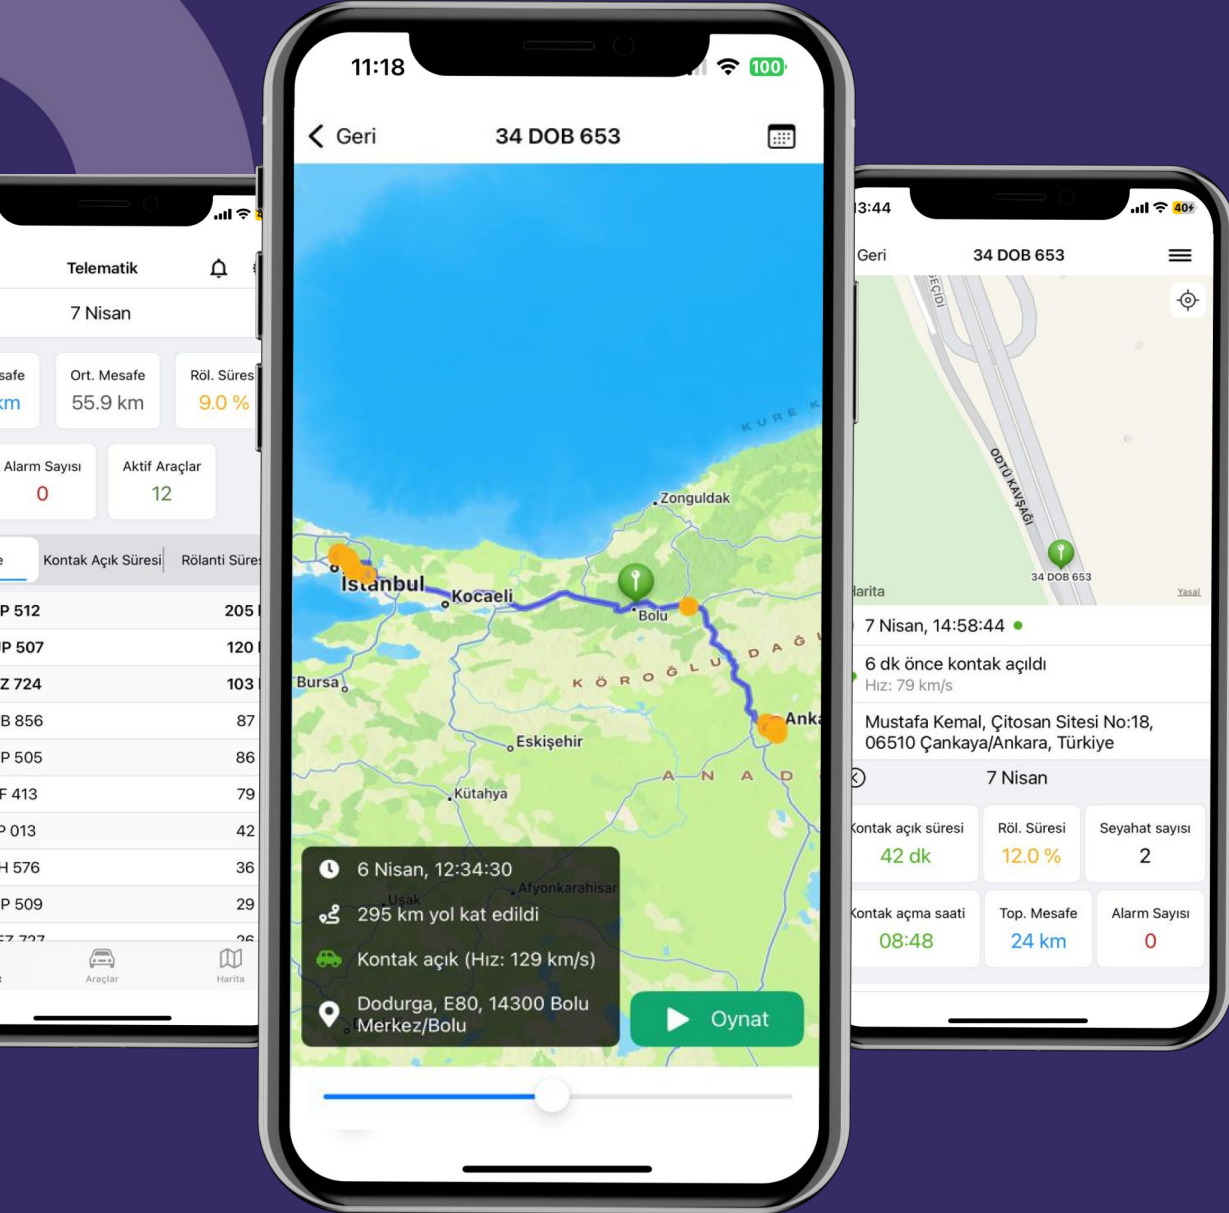 Telematik
7 Nisan
Ort. Mesafe
Röl. Süres
km
55.9 km
9.0 %
Alarm Sayısı
Aktif Araçlar
0
12
Kontak Açık Süresi
Rölanti Süre
P 512
205
P 507
120
Z 724
103
B 856
87
P 505
86
F 413
79
P 013
42
H 576
36
P 509
29
Araçlar
Harita
11:18
100
Geri
34 DOB 653
KURE
Zonguldak
İstanbul
Kocaeli
Bolu
Bursa
KÖROĞLU DAĞL
Anka
Eskişehir
ANAD
Kütahya
Uşak
Afyonkarahisar
6 Nisan, 12:34:30
295 km yol kat edildi
Kontak açık (Hız: 129 km/s)
Dodurga, E80, 14300 Bolu
Merkez/Bolu
Oynat
13:44
40
Geri
34 DOB 653
GEÇİDİ
ODTÜ KAVŞAĞI
34 DOB 653
Harita
Yasal
7 Nisan, 14:58:44
6 dk önce kontak açıldı
Hız: 79 km/s
Mustafa Kemal, Çitosan Sitesi No:18,
06510 Çankaya/Ankara, Türkiye
7 Nisan
Kontak açık süresi
Röl. Süresi
Seyahat sayısı
42 dk
12.0 %
2
Kontak açma saati
Top. Mesafe
Alarm Sayısı
08:48
24 km
0